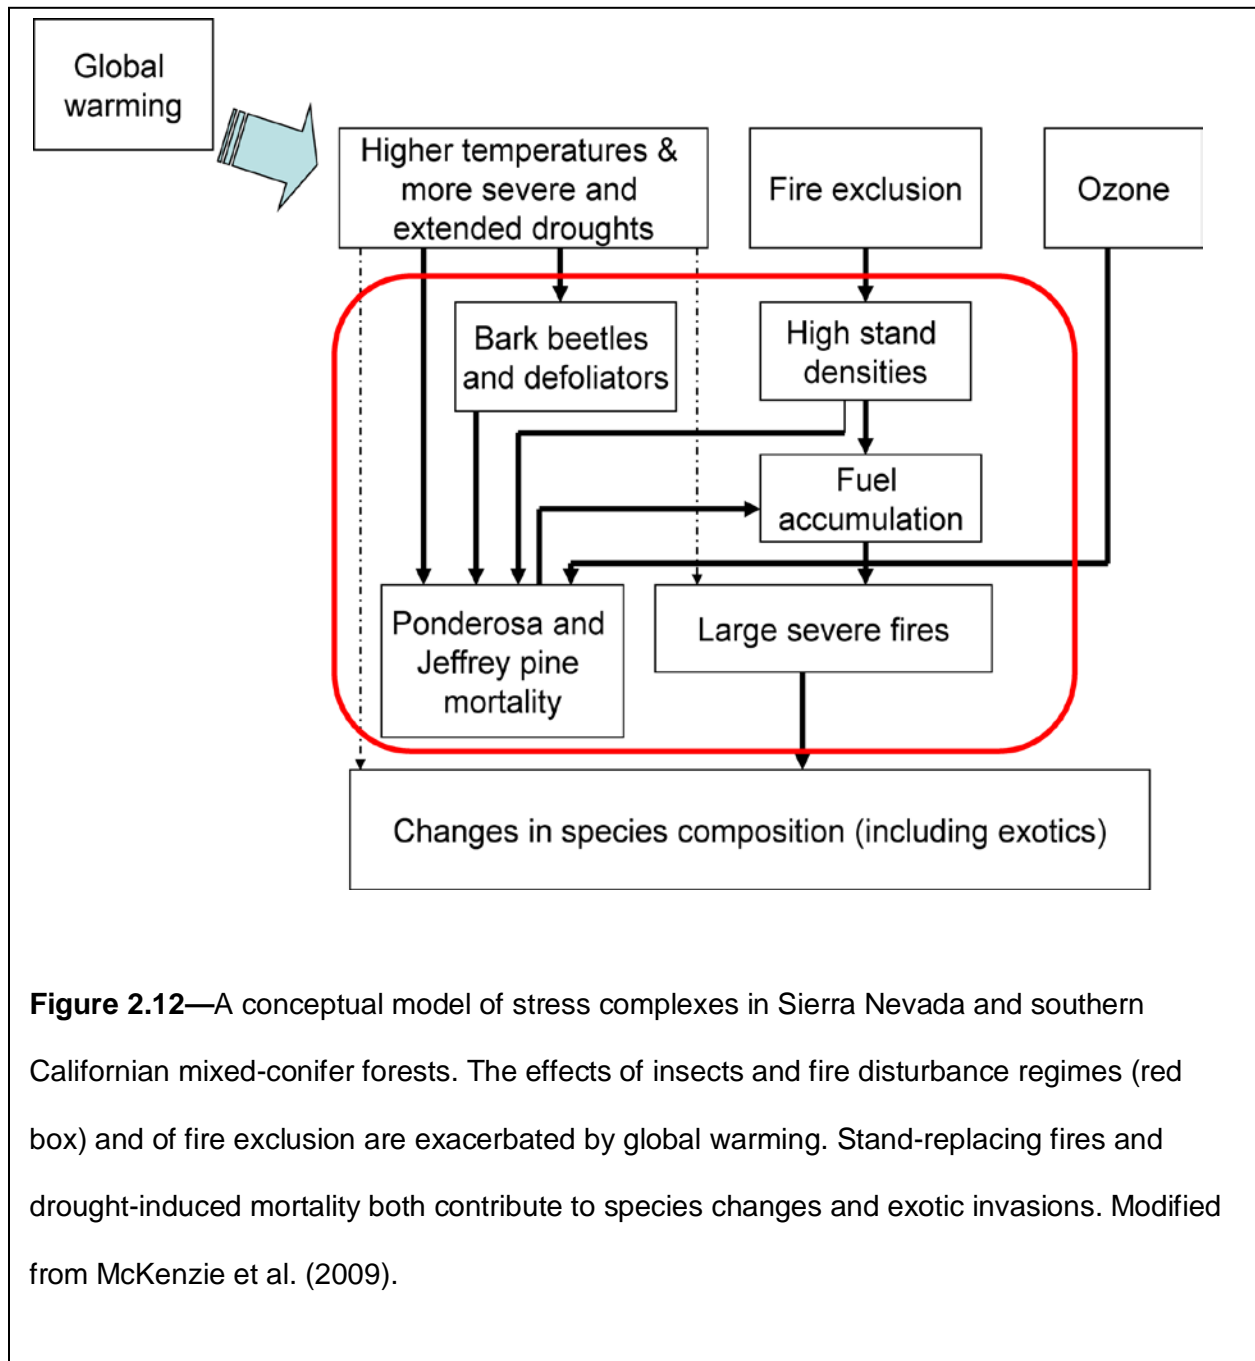 Global
warming
Higher temperatures &
more severe and
extended droughts
Fire exclusion
Ozone
Bark beetles
and defoliators
High stand
densities
Fuel
accumulation
Ponderosa and
Jeffrey pine
mortality
Large severe fires
Changes in species composition (including exotics)
Figure 2.12—A conceptual model of stress complexes in Sierra Nevada and southern
Californian mixed-conifer forests. The effects of insects and fire disturbance regimes (red
box) and of fire exclusion are exacerbated by global warming. Stand-replacing fires and
drought-induced mortality both contribute to species changes and exotic invasions. Modified
from McKenzie et al. (2009).